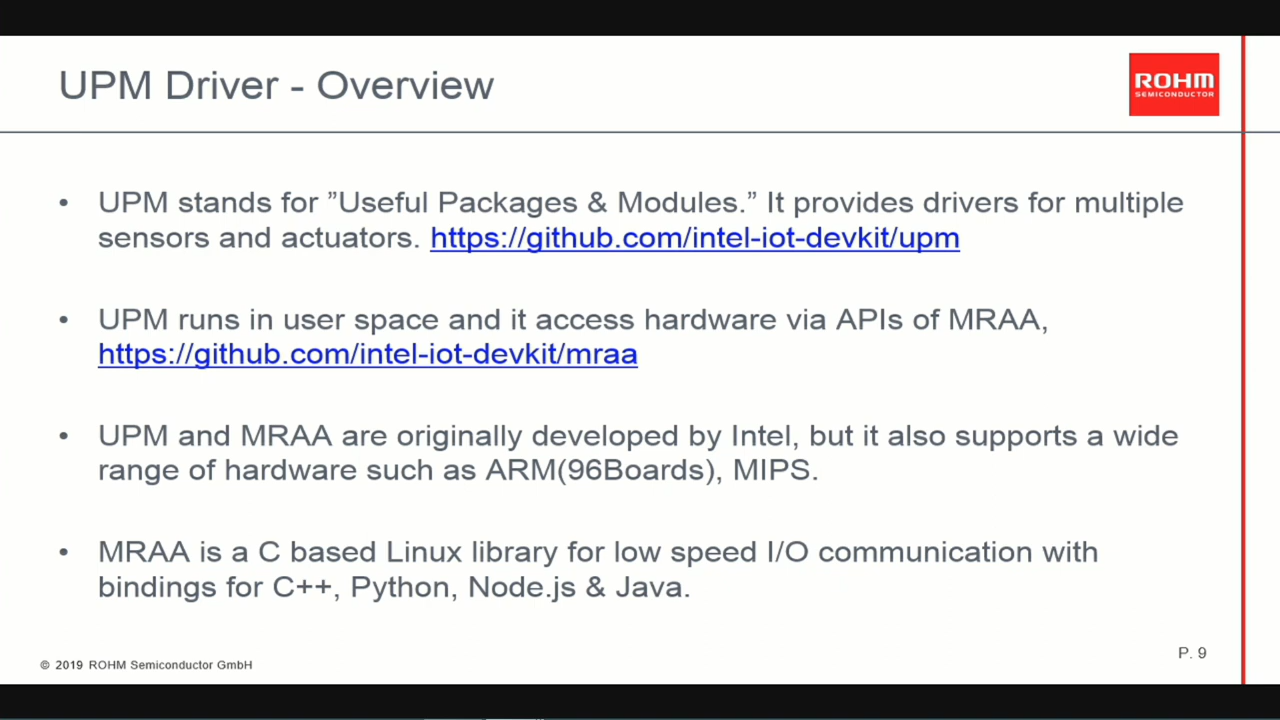 UPM Driver - Overview
ROHM
SEMICONDUCTOR
• UPM stands for ”Useful Packages & Modules.” It provides drivers for multiple
sensors and actuators. https://github.com/intel-iot-devkit/upm
• UPM runs in user space and it access hardware via APIs of MRAA,
https://github.com/intel-iot-devkit/mraa
• UPM and MRAA are originally developed by Intel, but it also supports a wide
range of hardware such as ARM(96Boards), MIPS.
• MRAA is a C based Linux library for low speed I/O communication with
bindings for C++, Python, Node.js & Java.
© 2019 ROHM Semiconductor GmbH
P. 9